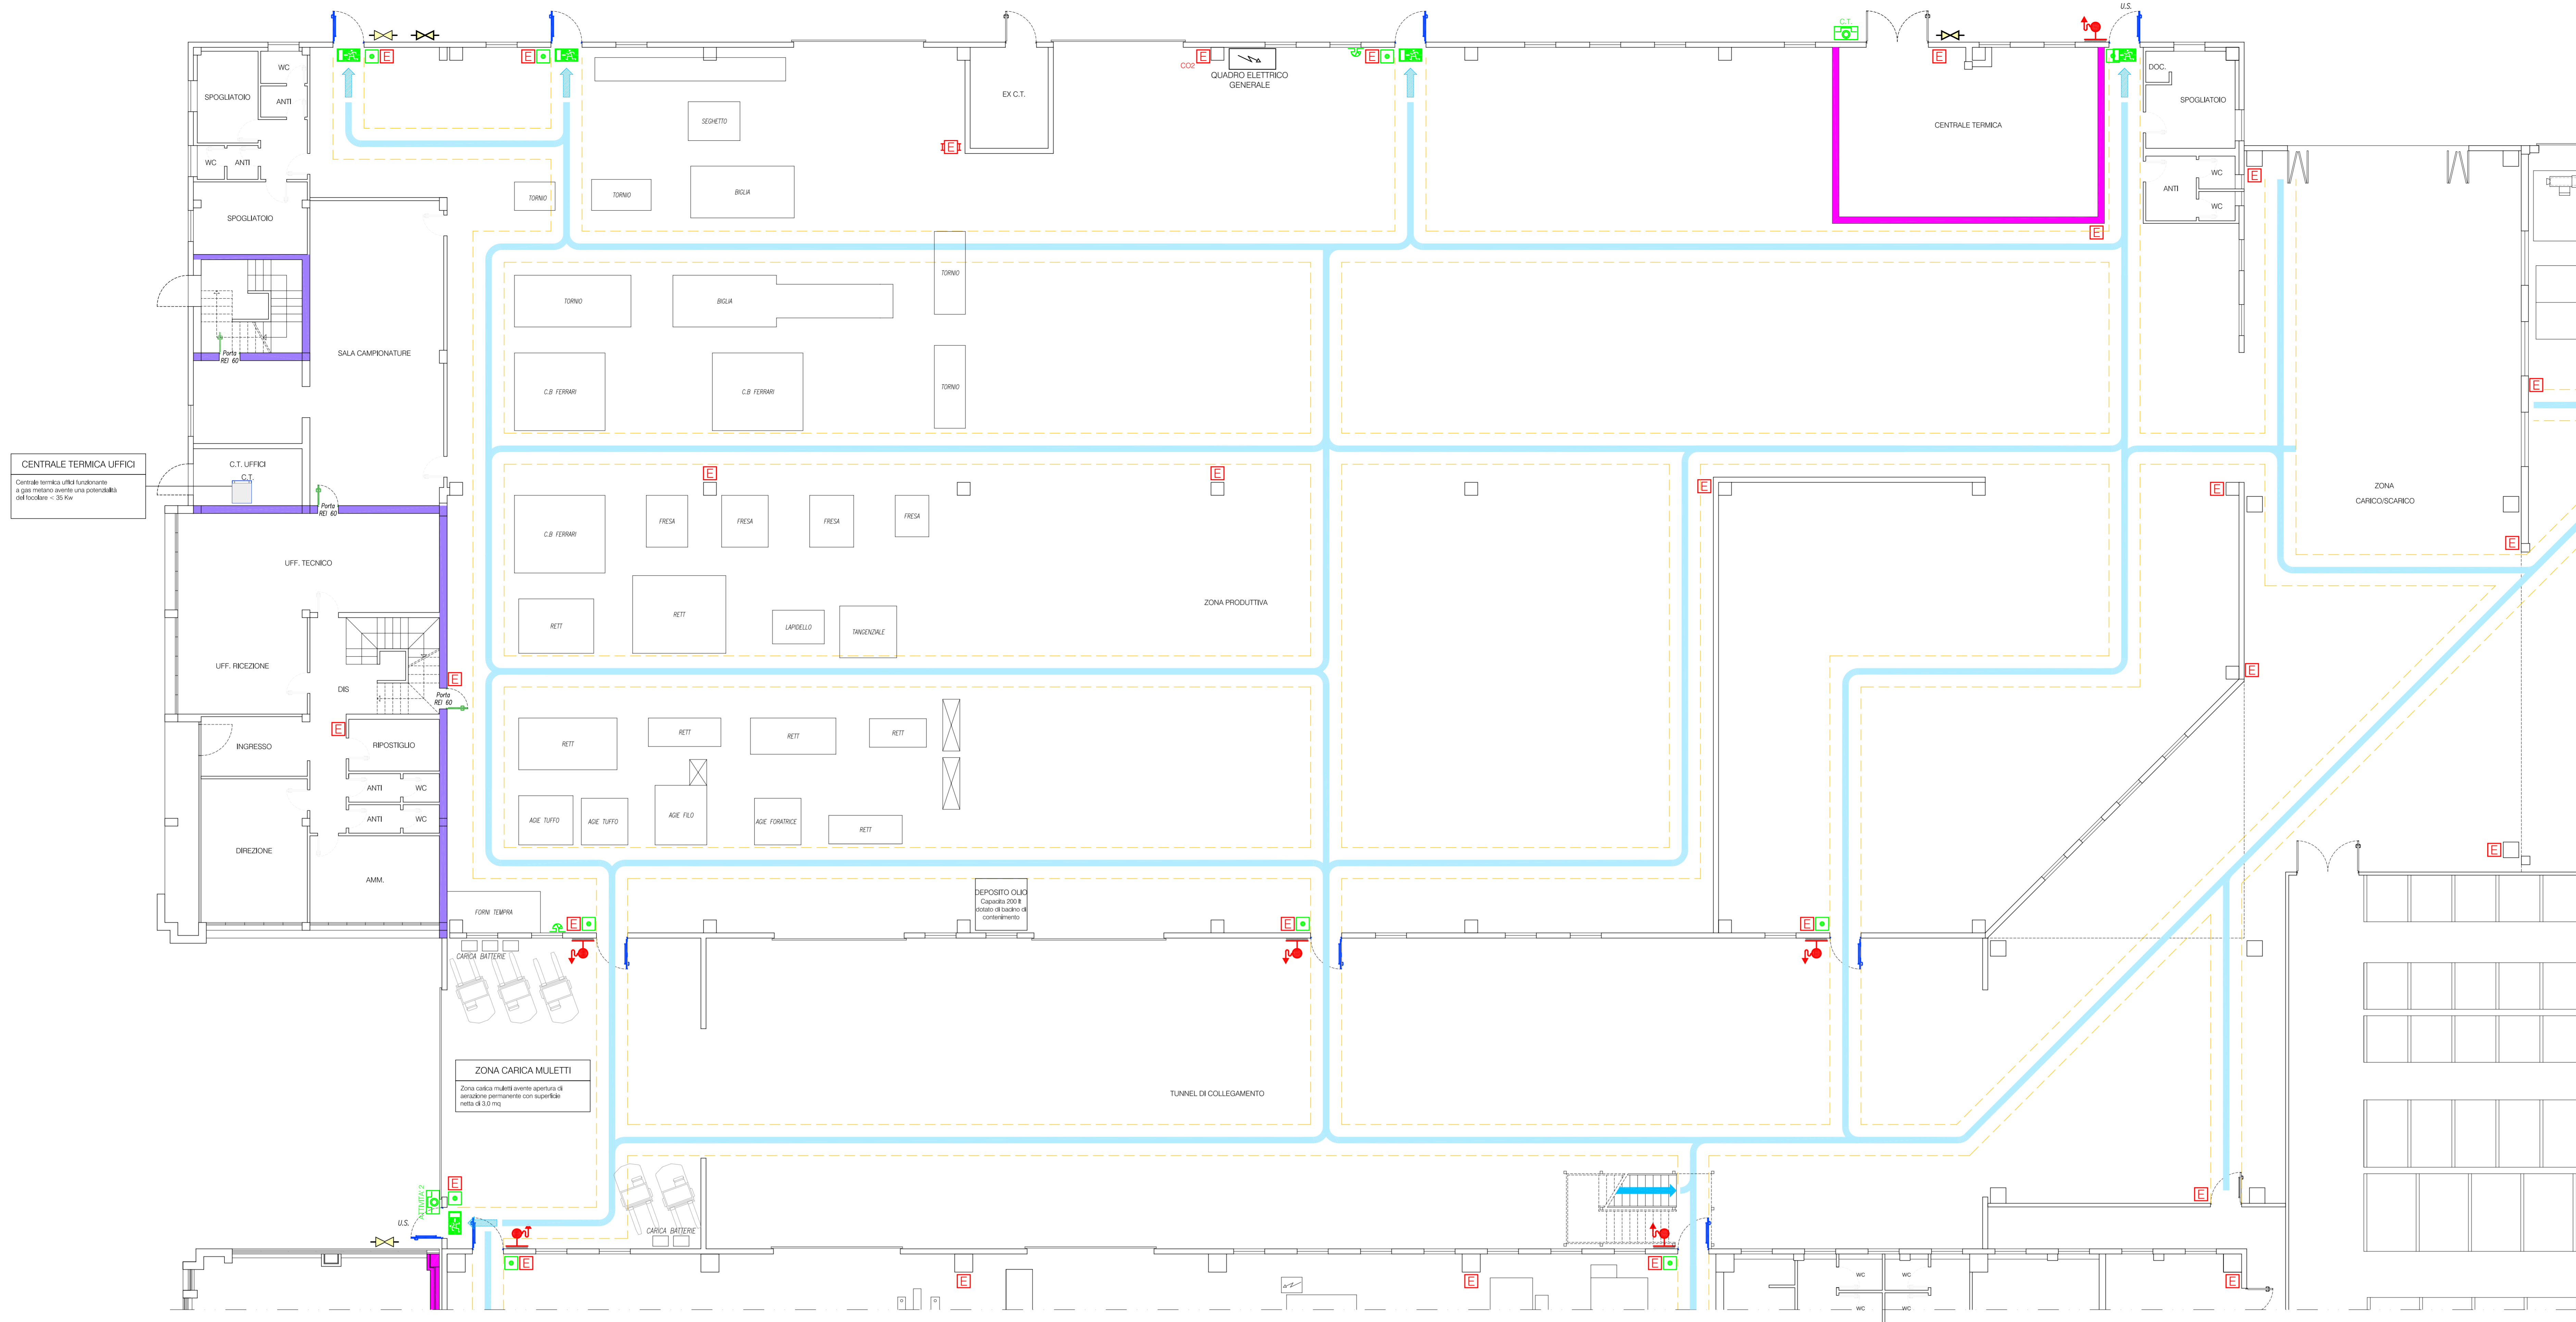 U.S.
C.T.
E
E
E
E
E
E
CO2
QUADRO ELETTRICO
GENERALE
WC
DOC.
SPOGLIATOIO
ANTI
SEGHETTO
EX C.T.
SPOGLIATOIO
CENTRALE TERMICA
E
WC
ANTI
WC
E
ANTI
TORNIO
TORNIO
BIGLIA
WC
SPOGLIATOIO
E
TORNIO
TORNIO
BIGLIA
Porta
REI 60
SALA CAMPIONATURE
C.B FERRARI
C.B FERRARI
TORNIO
E
CENTRALE TERMICA UFFICI
Centrale termica uffici funzionante
a gas metano avente una potenzialità
del focolare < 35 Kw
C.T. UFFICI
C.T.
E
E
E
E
ZONA
CARICO/SCARICO
Porta
REI 60
C.B FERRARI
FRESA
FRESA
FRESA
FRESA
E
UFF. TECNICO
ZONA PRODUTTIVA
RETT
RETT
LAPIDELLO
TANGENZIALE
UFF. RICEZIONE
E
E
DIS
Porta
REI 60
E
INGRESSO
RIPOSTIGLIO
RETT
RETT
RETT
RETT
ANTI
WC
ANTI
WC
AGIE TUFFO
AGIE TUFFO
AGIE FILO
AGIE FORATRICE
RETT
DIREZIONE
E
AMM.
DEPOSITO OLIO
Capacita 200 lt
dotato di bacino di
contenimento
FORNI TEMPRA
E
E
E
CARICA BATTERIE
ZONA CARICA MULETTI
Zona carica muletti avente apertura di
aerazione permanente con superficie
netta di 3,0 mq
TUNNEL DI COLLEGAMENTO
E
E
ATTIVITA' 2
U.S.
CARICA BATTERIE
E
E
E
E
E
WC
WC
WC
WC